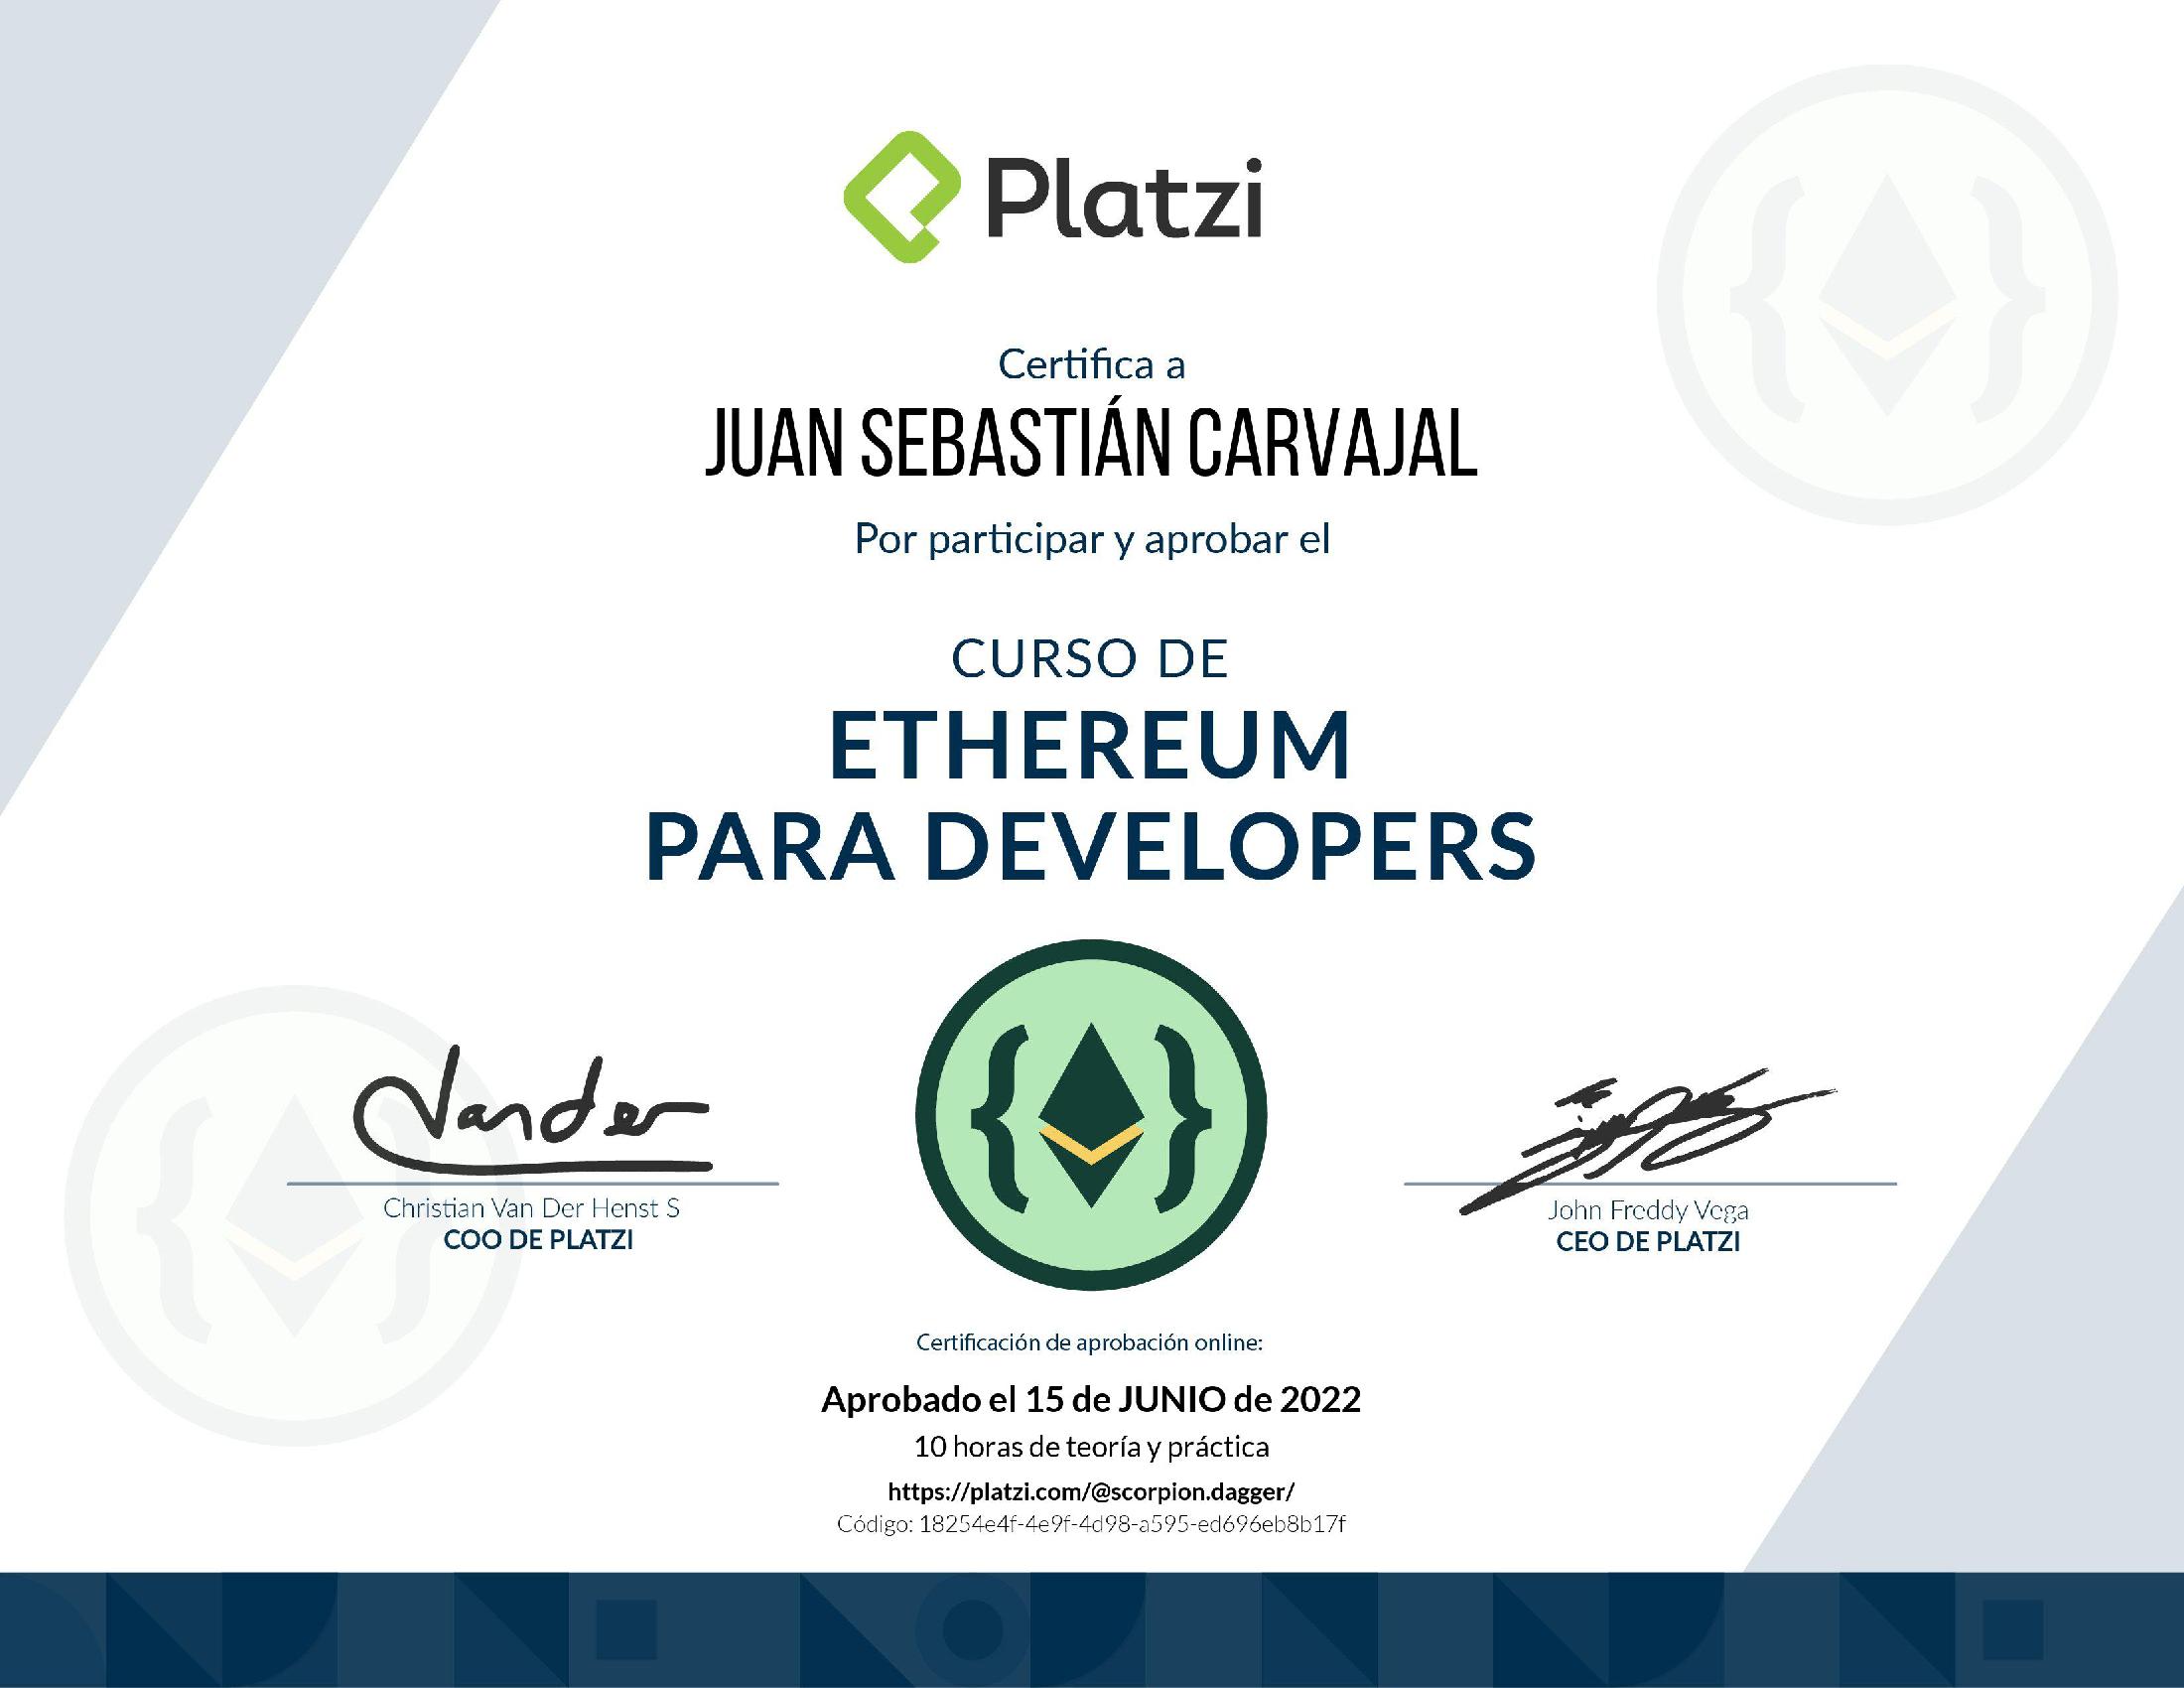 Platzi
Certifica a
JUAN SEBASTIÁN CARVAJAL
Por participar y aprobar el
CURSO DE
ETHEREUM
PARA DEVELOPERS
Vander
Christian Van Der Henst S
COO DE PLATZI
John Freddy Vega
CEO DE PLATZI
Certificación de aprobación online:
Aprobado el 15 de JUNIO de 2022
10 horas de teoría y práctica
https://platzi.com/@scorpion.dagger/
Código: 18254e4f-4e9f-4d98-a595-ed696eb8b17f